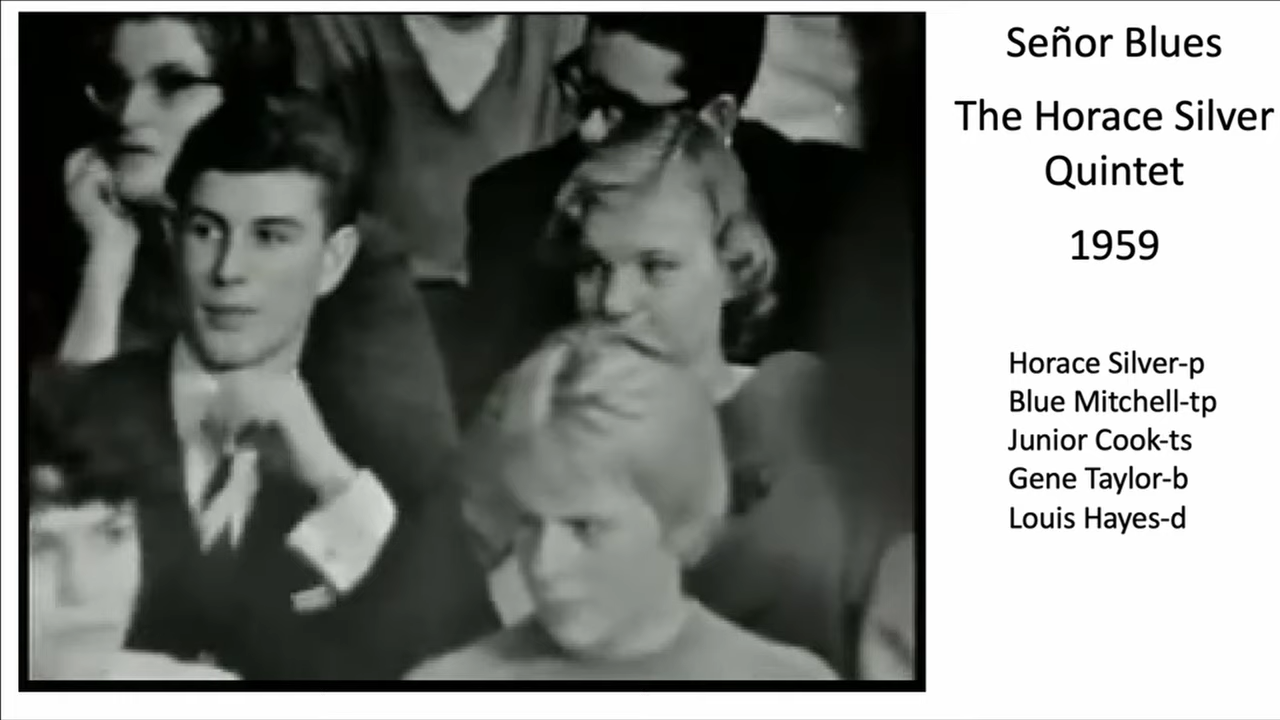 Señor Blues
The Horace Silver
Quintet
1959
Horace Silver-p
Blue Mitchell-tp
Junior Cook-ts
Gene Taylor-b
Louis Hayes-d